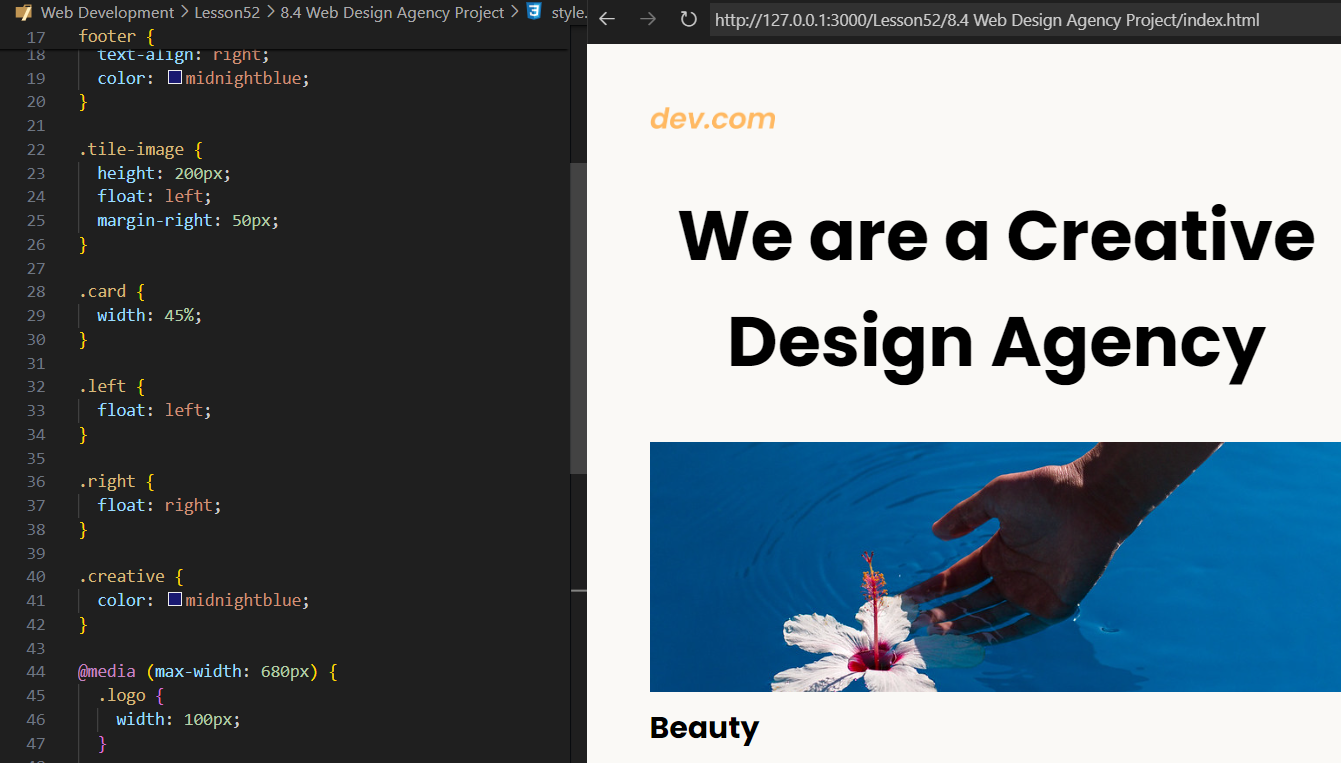 Web Development > Lesson52 > 8.4 Web Design Agency Project > style.
17 footer {
18 text-align: right;
19 color: midnightblue;
20 }
21
22 .tile-image {
23 height: 200px;
24 float: left;
25 margin-right: 50px;
26 }
27
28 .card {
29 width: 45%;
30 }
31
32 .left {
33 float: left;
34 }
35
36 .right {
37 float: right;
38 }
39
40 .creative {
41 color: midnightblue;
42 }
43
44 @media (max-width: 680px) {
45 .logo {
46 width: 100px;
47 }
http://127.0.0.1:3000/Lesson52/8.4 Web Design Agency Project/index.html
dev.com
We are a Creative
Design Agency
Beauty